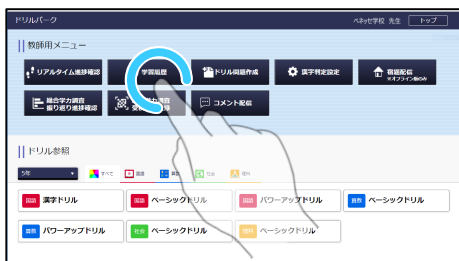 ドリルパーク
ベネッセ学校 先生 トップ
教師用メニュー
リアルタイム進捗確認
学習履歴
ドリル問題作成
漢字判定設定
宿題配信
※オフライン版のみ
総合学力調査
振り返り進捗確認
コメント配信
ドリル参照
5年
すべて
国語
算数
社会
理科
国語 漢字ドリル
国語 ベーシックドリル
国語 パワーアップドリル
算数 ベーシックドリル
算数 パワーアップドリル
社会 ベーシックドリル
理科 ベーシックドリル